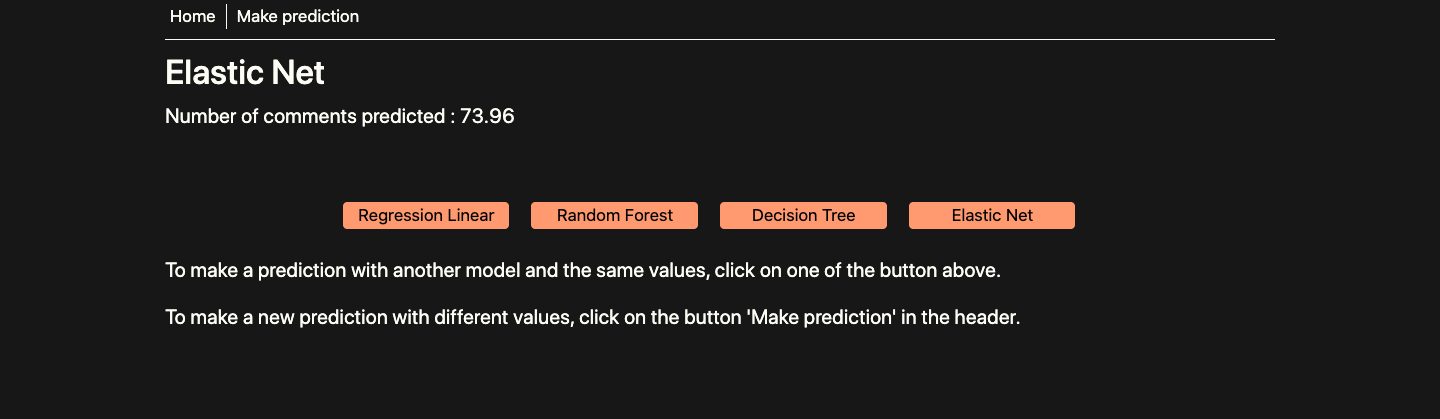 Home Make prediction
Elastic Net
Number of comments predicted : 73.96
Regression Linear Random Forest Decision Tree Elastic Net
To make a prediction with another model and the same values, click on one of the button above.
To make a new prediction with different values, click on the button 'Make prediction' in the header.